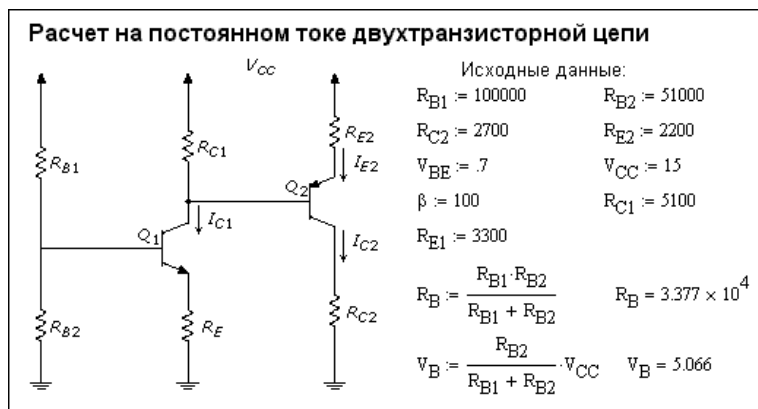 Расчет на постоянном токе двухтранзисторной цепи
V_CC
Исходные данные:
R_B1 := 100000 R_B2 := 51000
R_C2 := 2700 R_E2 := 2200
V_BE := .7 V_CC := 15
β := 100 R_C1 := 5100
R_E1 := 3300
R_B := R_B1·R_B2 / R_B1 + R_B2 R_B = 3.377 × 10^4
V_B := R_B2 / R_B1 + R_B2 ·V_CC V_B = 5.066
R_B1
R_C1
R_E2
I_E2
Q_2
I_C1
Q_1
I_C2
R_B2
R_E
R_C2